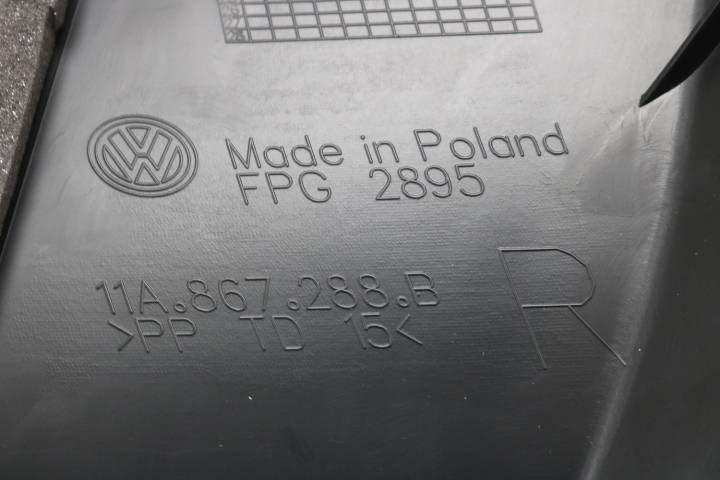 Made in Poland
FPG 2895
11A.867.288.B
>PP TD 15<
R